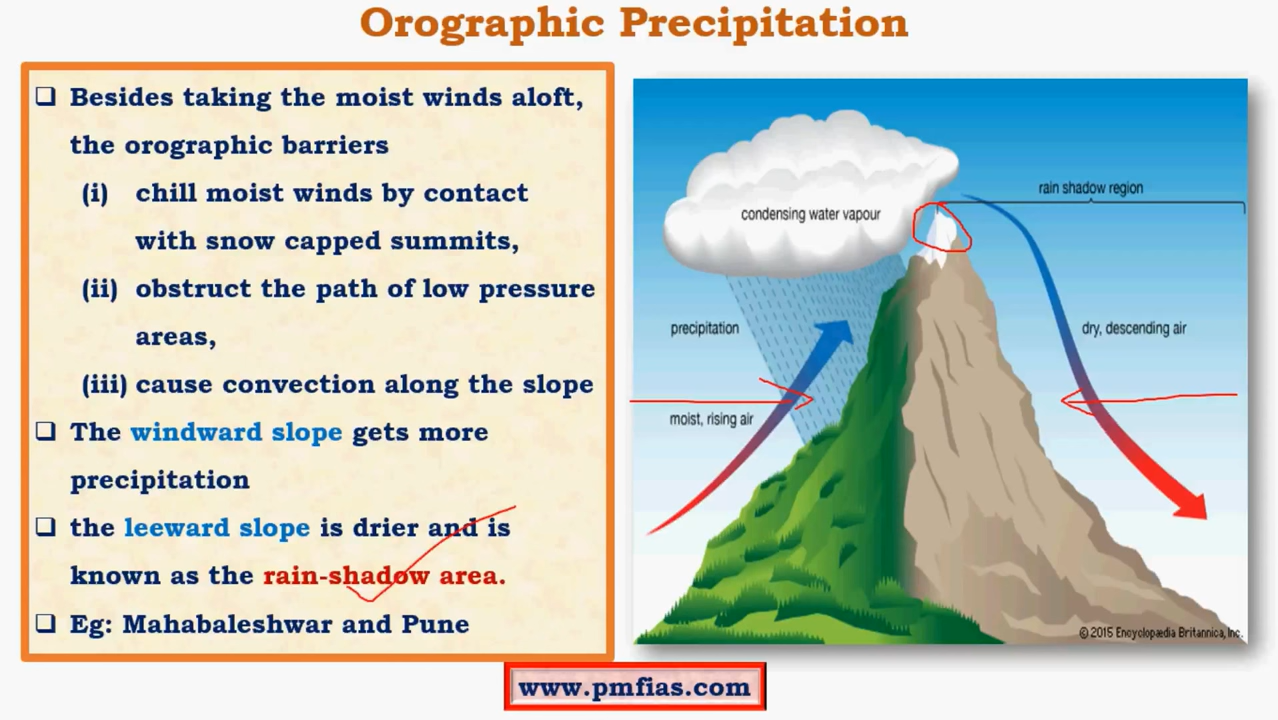 Orographic Precipitation
❑ Besides taking the moist winds aloft,
the orographic barriers
(i) chill moist winds by contact
with snow capped summits,
(ii) obstruct the path of low pressure
areas,
(iii) cause convection along the slope
❑ The windward slope gets more
precipitation
❑ the leeward slope is drier and is
known as the rain-shadow area.
❑ Eg: Mahabaleshwar and Pune
rain shadow region
condensing water vapour
precipitation
dry, descending air
moist, rising air
© 2015 Encyclopædia Britannica, Inc.
www.pmfias.com